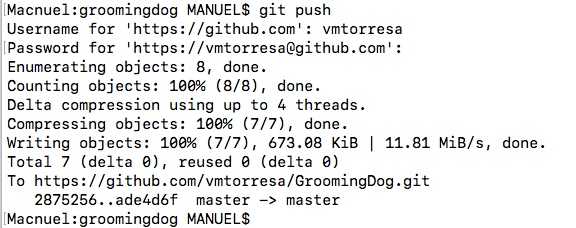 [Macnuel:groomingdog MANUEL$ git push
Username for 'https://github.com': vmtorresa
[Password for 'https://vmtorresa@github.com':
Enumerating objects: 8, done.
Counting objects: 100% (8/8), done.
Delta compression using up to 4 threads.
Compressing objects: 100% (7/7), done.
Writing objects: 100% (7/7), 673.08 KiB | 11.81 MiB/s, done.
Total 7 (delta 0), reused 0 (delta 0)
To https://github.com/vmtorresa/GroomingDog.git
   2875256..ade4d6f  master -> master
[Macnuel:groomingdog MANUEL$